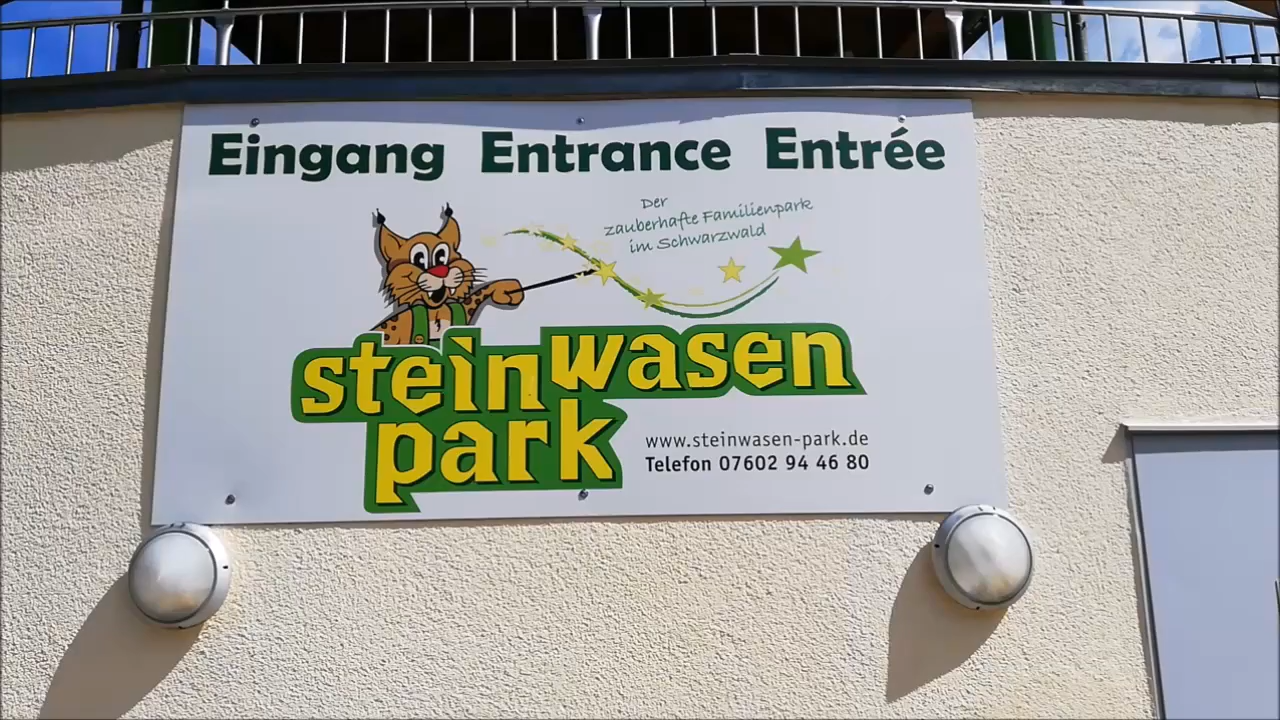 Eingang Entrance Entrée
Der
zauberhafte Familienpark
im Schwarzwald
steinwasen
park
www.steinwasen-park.de
Telefon 07602 94 46 80